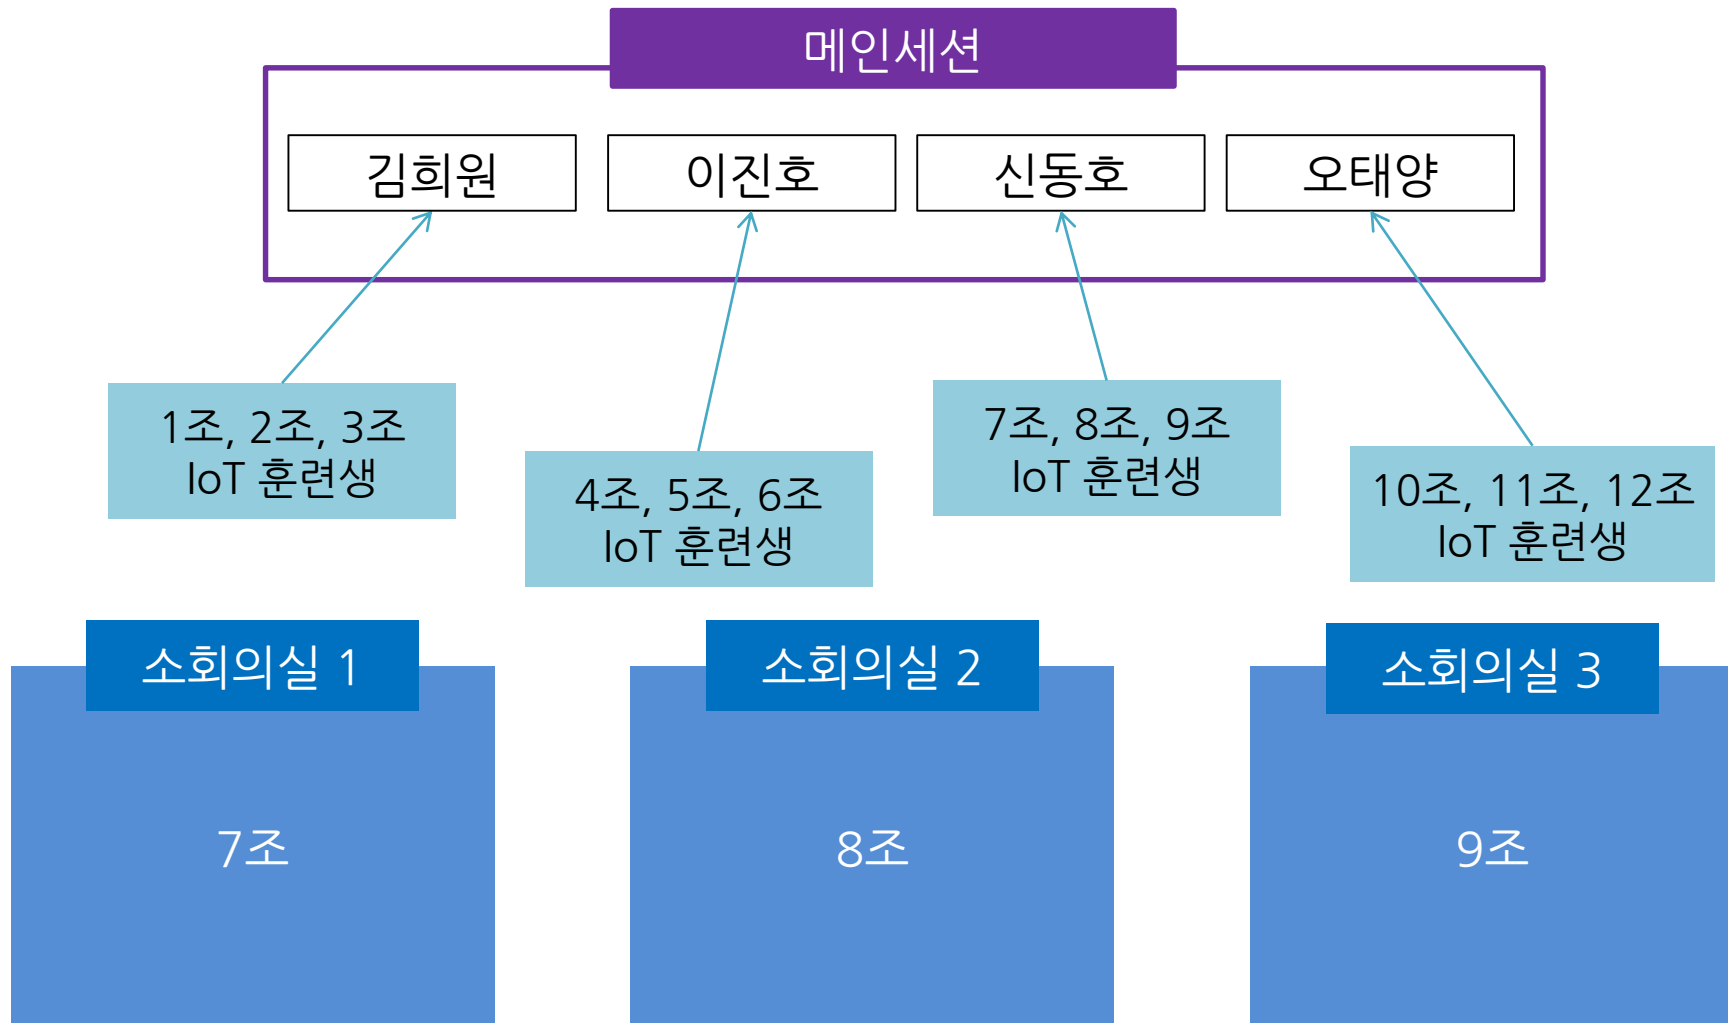 메인세션
김희원
이진호
신동호
오태양
1조, 2조, 3조
IoT 훈련생
4조, 5조, 6조
IoT 훈련생
7조, 8조, 9조
IoT 훈련생
10조, 11조, 12조
IoT 훈련생
소회의실 1
7조
소회의실 2
8조
소회의실 3
9조